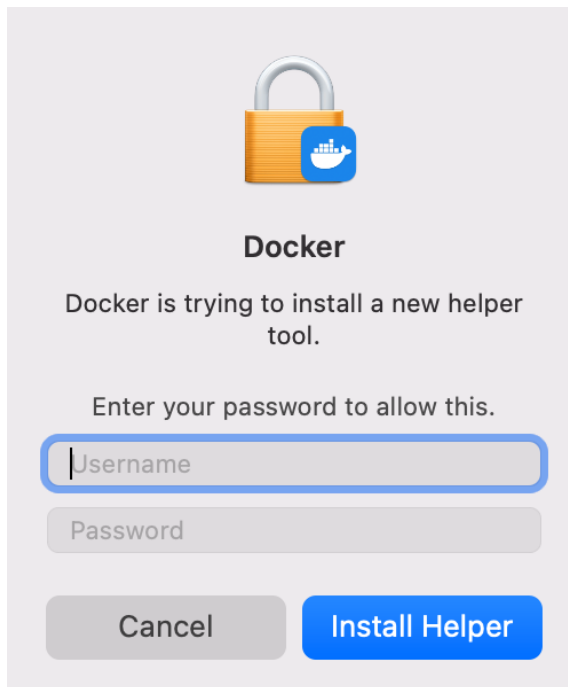 Docker
Docker is trying to install a new helper
tool.
Enter your password to allow this.
Username
Password
Cancel
Install Helper